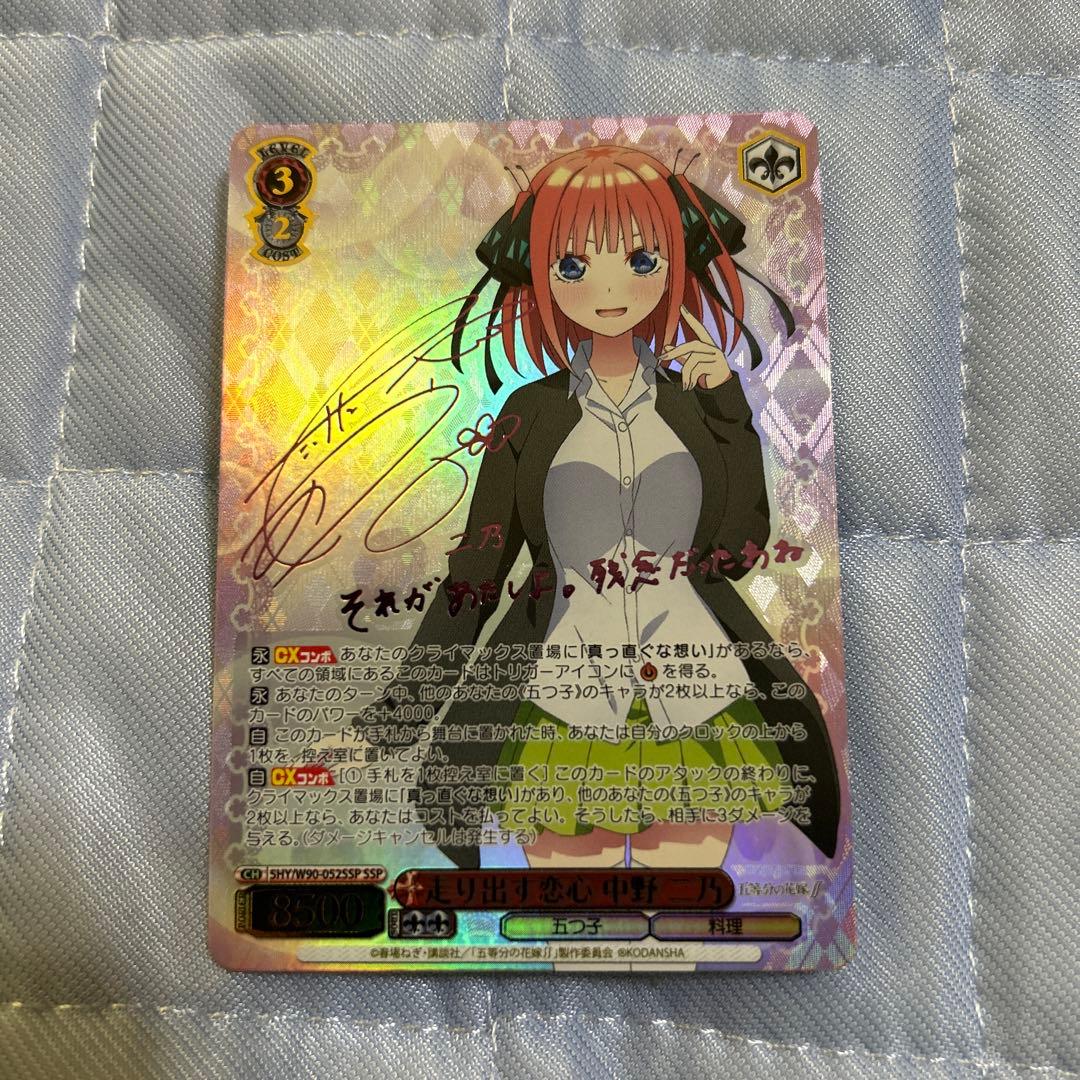 LEVEL
3
2
COST
二乃
それが あたしよ。残念だったわね
永 CXコンボ あなたのクライマックス置場に「真っ直ぐな想い」があるなら、
すべての領域にあるこのカードはトリガーアイコンに を得る。
永 あなたのターン中、他のあなたの《五つ子》のキャラが2枚以上なら、この
カードのパワーを+4000。
自 このカードが手札から舞台に置かれた時、あなたは自分のクロックの上から
1枚を、控え室に置いてよい。
自 CXコンボ [① 手札を1枚控え室に置く] このカードのアタックの終わりに、
クライマックス置場に「真っ直ぐな想い」があり、他のあなたの《五つ子》のキャラが
2枚以上なら、あなたはコストを払ってよい。そうしたら、相手に3ダメージを
与える。(ダメージキャンセルは発生する)
CH 5HY/W90-052SSP SSP
走り出す恋心 中野 二乃
五等分の花嫁∬
8500
五つ子
料理
©春場ねぎ・講談社/「五等分の花嫁∬」製作委員会 ®KODANSHA